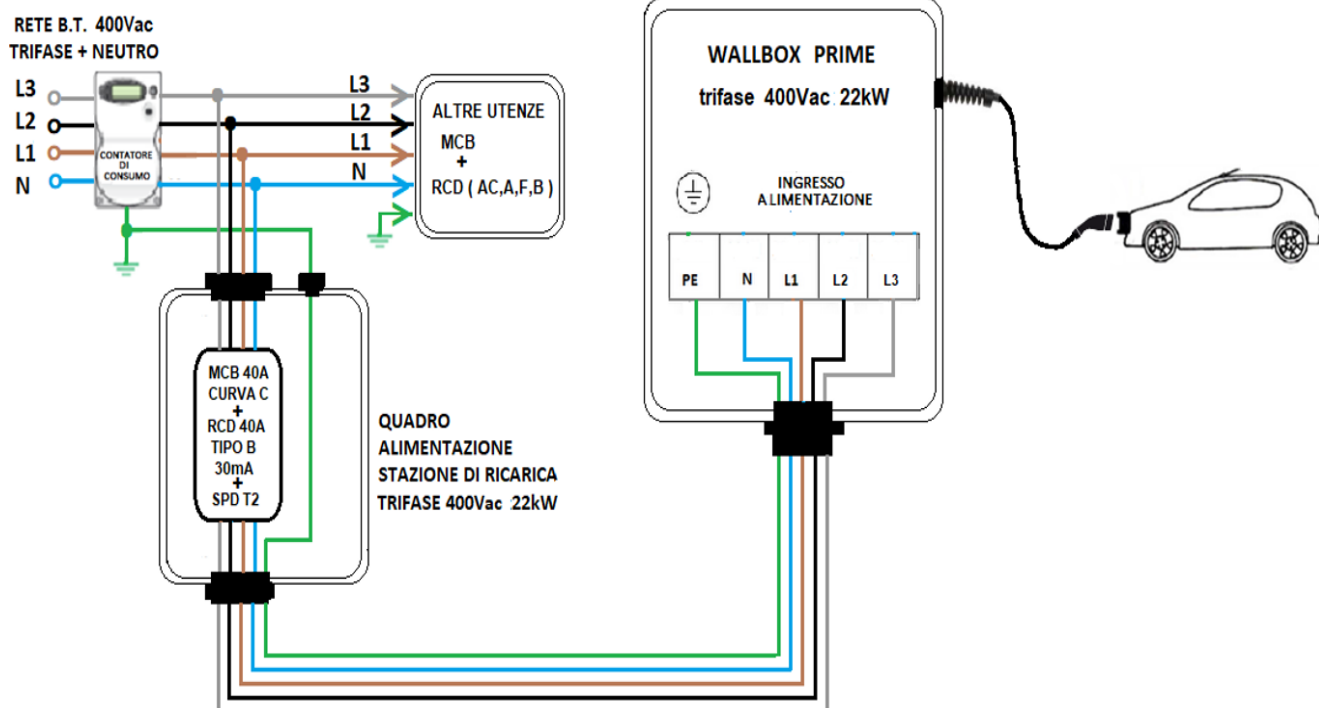 RETE B.T. 400Vac
TRIFASE + NEUTRO
L3
L2
L1
N
CONTATORE
DI
CONSUMO
L3
L2
L1
N
ALTRE UTENZE
MCB
+
RCD ( AC,A,F,B )
MCB 40A
CURVA C
+
RCD 40A
TIPO B
30mA
+
SPD T2
QUADRO
ALIMENTAZIONE
STAZIONE DI RICARICA
TRIFASE 400Vac 22kW
WALLBOX PRIME
trifase 400Vac 22kW
INGRESSO
ALIMENTAZIONE
PE N L1 L2 L3